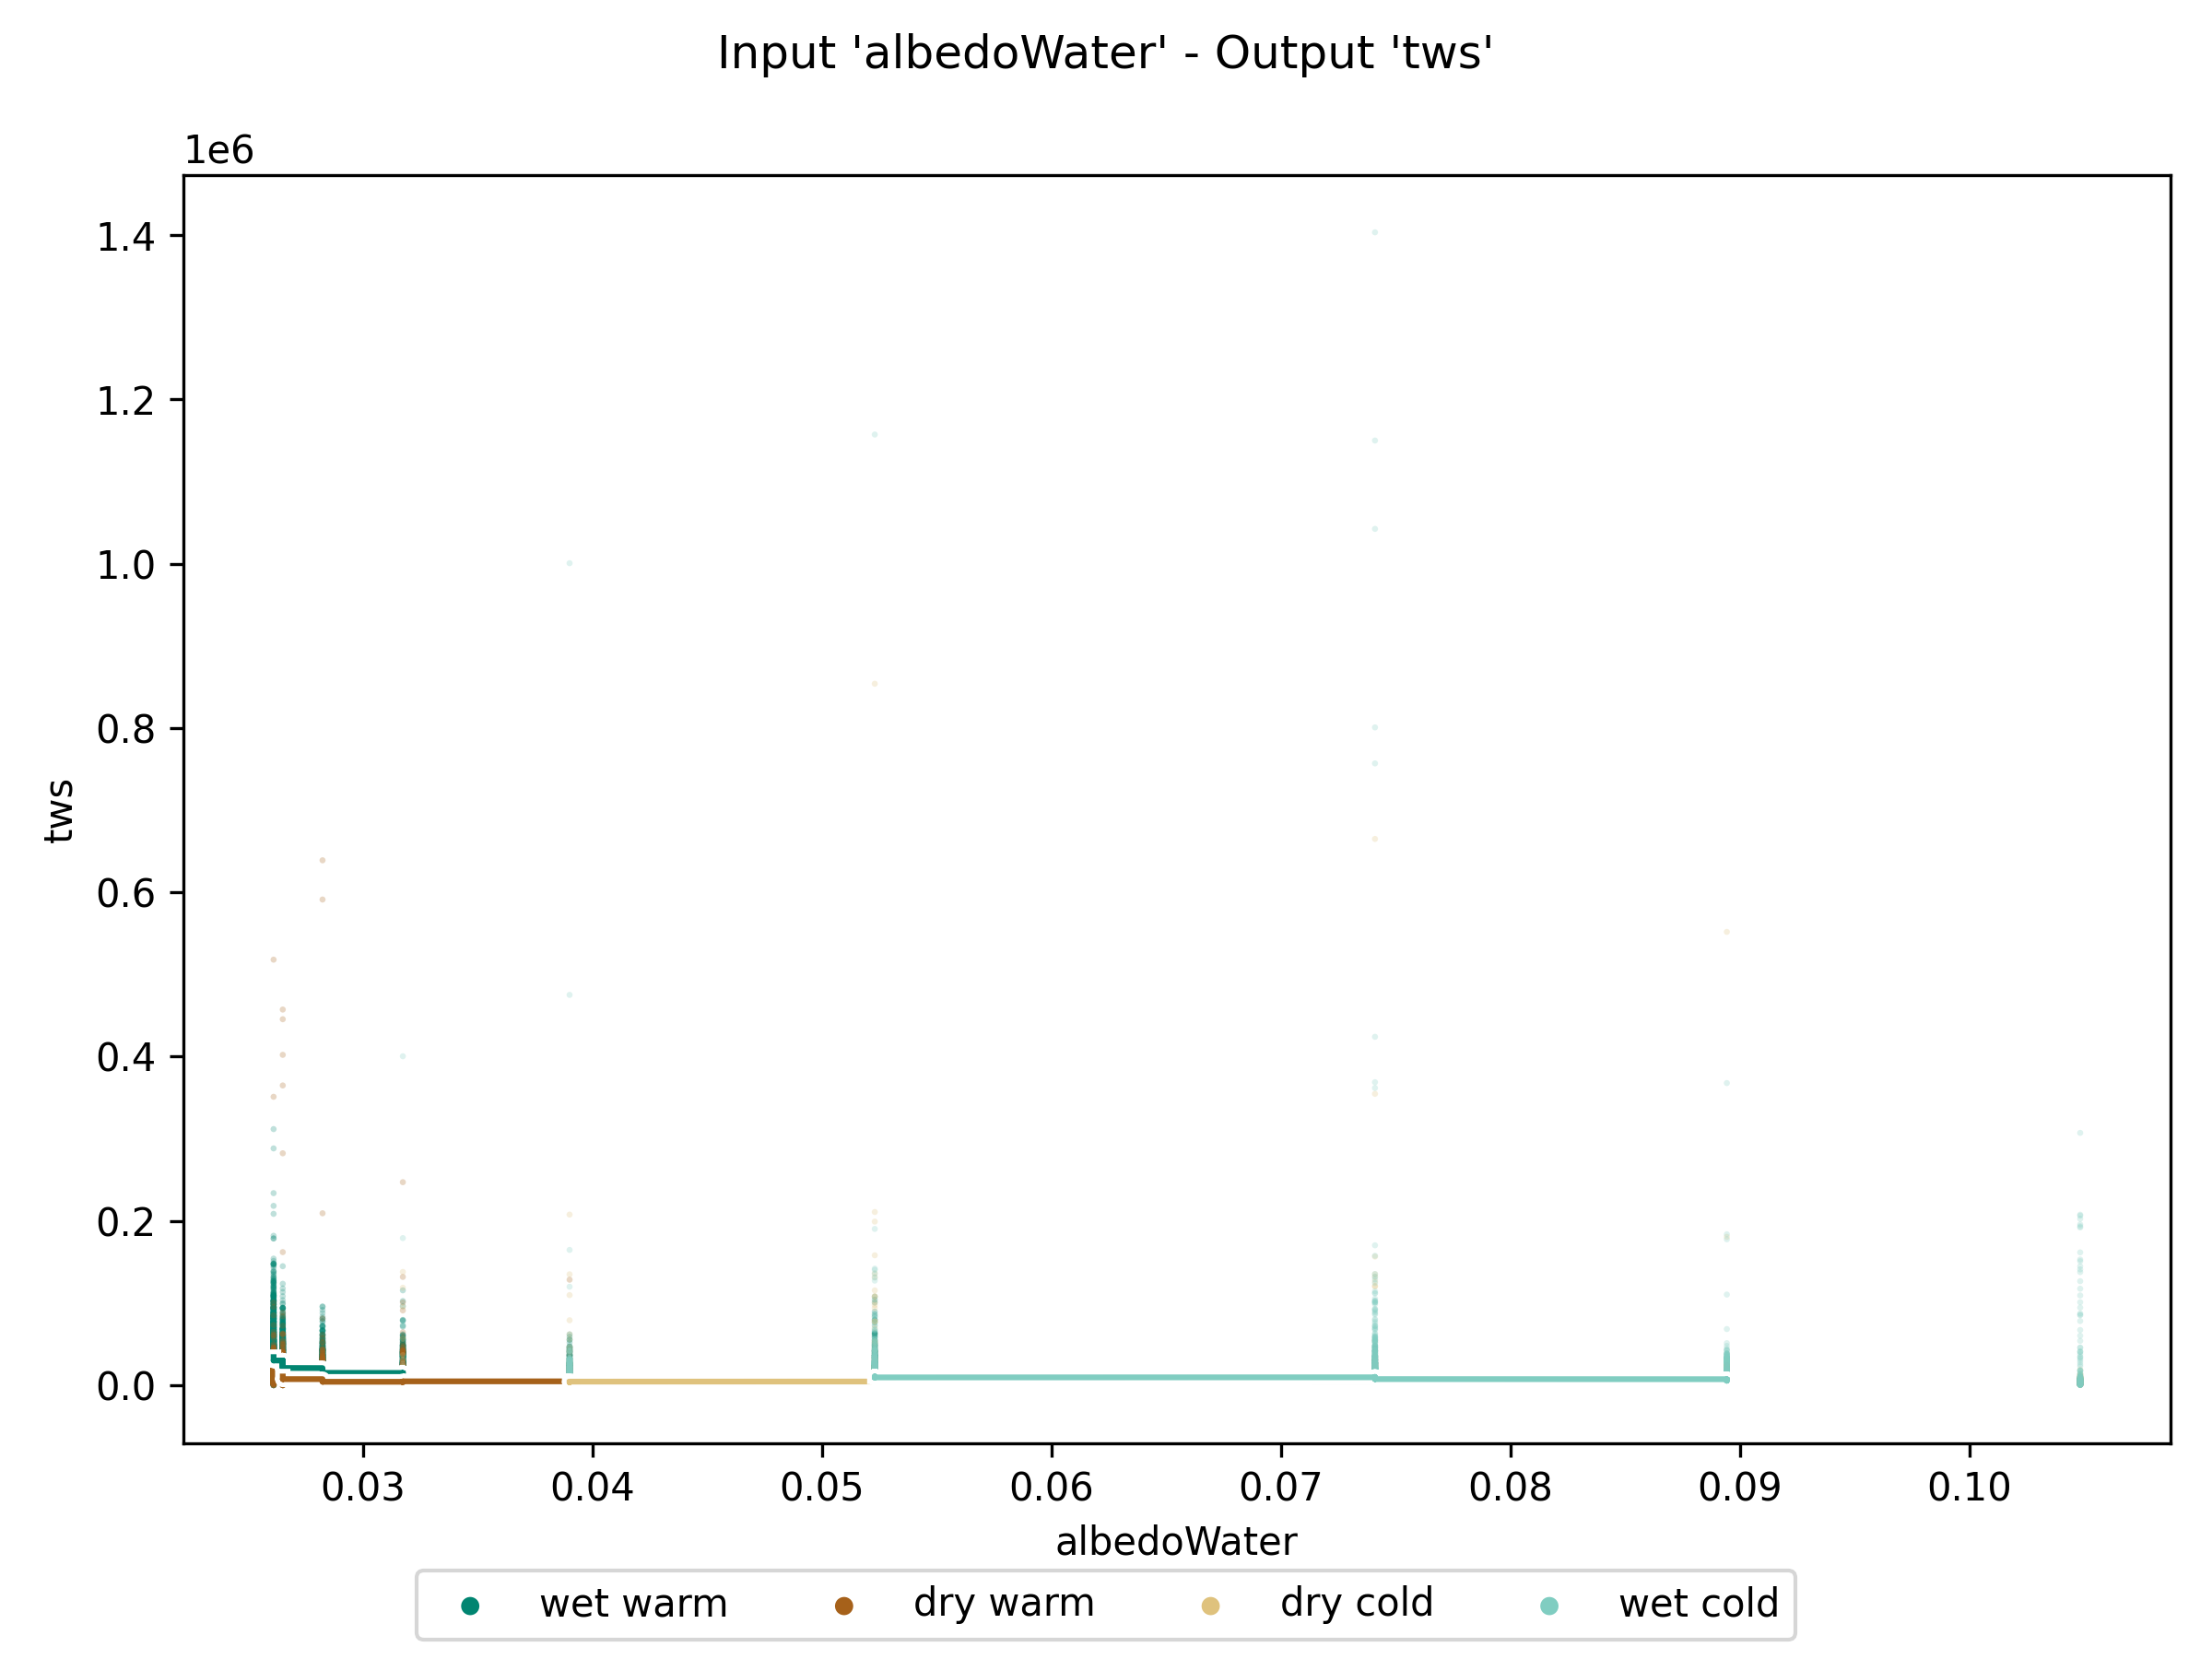 Input 'albedoWater' - Output 'tws'
1e6
1.4
1.2
1.0
0.8
0.6
0.4
0.2
0.0
tws
0.03 0.04 0.05 0.06 0.07 0.08 0.09 0.10
albedoWater
wet warm dry warm dry cold wet cold